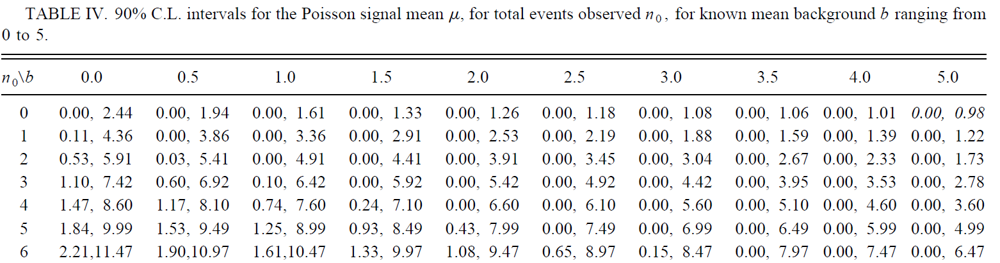 TABLE IV. 90% C.L. intervals for the Poisson signal mean μ, for total events observed n₀, for known mean background b ranging from
0 to 5.
n₀\b 0.0 0.5 1.0 1.5 2.0 2.5 3.0 3.5 4.0 5.0
0 0.00, 2.44 0.00, 1.94 0.00, 1.61 0.00, 1.33 0.00, 1.26 0.00, 1.18 0.00, 1.08 0.00, 1.06 0.00, 1.01 0.00, 0.98
1 0.11, 4.36 0.00, 3.86 0.00, 3.36 0.00, 2.91 0.00, 2.53 0.00, 2.19 0.00, 1.88 0.00, 1.59 0.00, 1.39 0.00, 1.22
2 0.53, 5.91 0.03, 5.41 0.00, 4.91 0.00, 4.41 0.00, 3.91 0.00, 3.45 0.00, 3.04 0.00, 2.67 0.00, 2.33 0.00, 1.73
3 1.10, 7.42 0.60, 6.92 0.10, 6.42 0.00, 5.92 0.00, 5.42 0.00, 4.92 0.00, 4.42 0.00, 3.95 0.00, 3.53 0.00, 2.78
4 1.47, 8.60 1.17, 8.10 0.74, 7.60 0.24, 7.10 0.00, 6.60 0.00, 6.10 0.00, 5.60 0.00, 5.10 0.00, 4.60 0.00, 3.60
5 1.84, 9.99 1.53, 9.49 1.25, 8.99 0.93, 8.49 0.43, 7.99 0.00, 7.49 0.00, 6.99 0.00, 6.49 0.00, 5.99 0.00, 4.99
6 2.21,11.47 1.90,10.97 1.61,10.47 1.33, 9.97 1.08, 9.47 0.65, 8.97 0.15, 8.47 0.00, 7.97 0.00, 7.47 0.00, 6.47